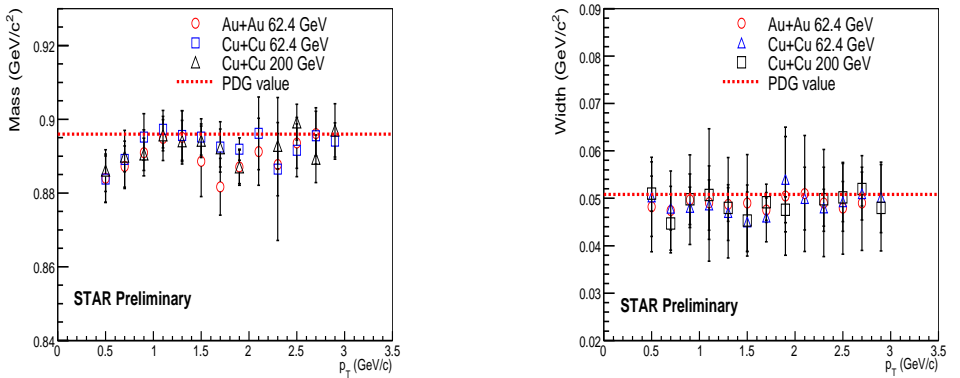 0.92
Mass (GeV/c²)
0.9
0.88
0.86
0.84
Au+Au 62.4 GeV
Cu+Cu 62.4 GeV
Cu+Cu 200 GeV
PDG value
STAR Preliminary
0 0.5 1 1.5 2 2.5 3 3.5
p_T (GeV/c)
0.09
Width (GeV/c²)
0.08
0.07
0.06
0.05
0.04
0.03
0.02
Au+Au 62.4 GeV
Cu+Cu 62.4 GeV
Cu+Cu 200 GeV
PDG value
STAR Preliminary
0 0.5 1 1.5 2 2.5 3 3.5
p_T (GeV/c)